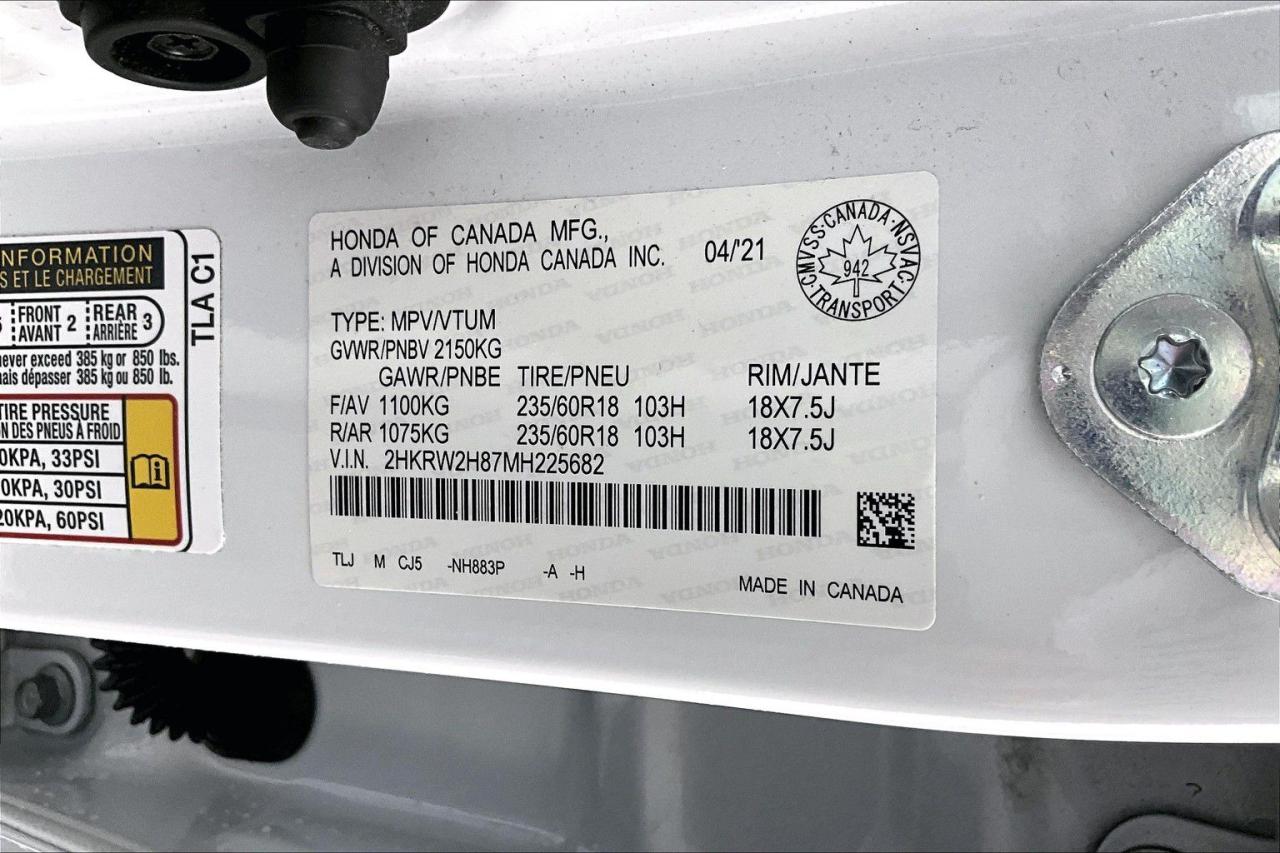 INFORMATION
S ET LE CHARGEMENT
FRONT AVANT 2 REAR ARRIÈRE 3
never exceed 385 kg or 850 lbs.
mais dépasser 385 kg ou 850 lb.
TIRE PRESSURE
ON DES PNEUS À FROID
0KPA, 33PSI
0KPA, 30PSI
20KPA, 60PSI
TLA C1
HONDA OF CANADA MFG.,
A DIVISION OF HONDA CANADA INC. 04/'21
CMVSS·CANADA·NSVAC·TRANSPORT·
942
TYPE: MPV/VTUM
GVWR/PNBV 2150KG
GAWR/PNBE TIRE/PNEU RIM/JANTE
F/AV 1100KG 235/60R18 103H 18X7.5J
R/AR 1075KG 235/60R18 103H 18X7.5J
V.I.N. 2HKRW2H87MH225682
TLJ M CJ5 -NH883P -A -H
MADE IN CANADA